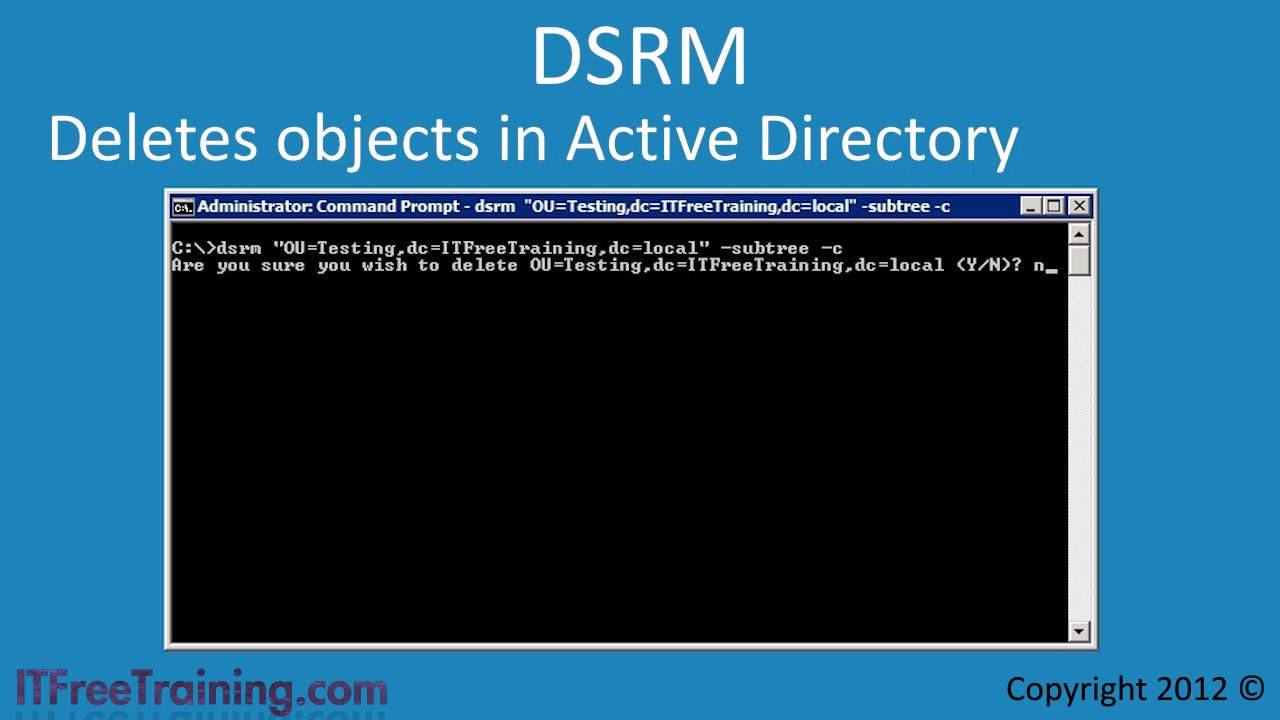 DSRM
Deletes objects in Active Directory
Administrator: Command Prompt - dsrm "OU=Testing,dc=ITFreeTraining,dc=local" -subtree -c
C:\>dsrm "OU=Testing,dc=ITFreeTraining,dc=local" -subtree -c
Are you sure you wish to delete OU=Testing,dc=ITFreeTraining,dc=local (Y/N)? n_
ITFreeTraining.com
Copyright 2012 ©